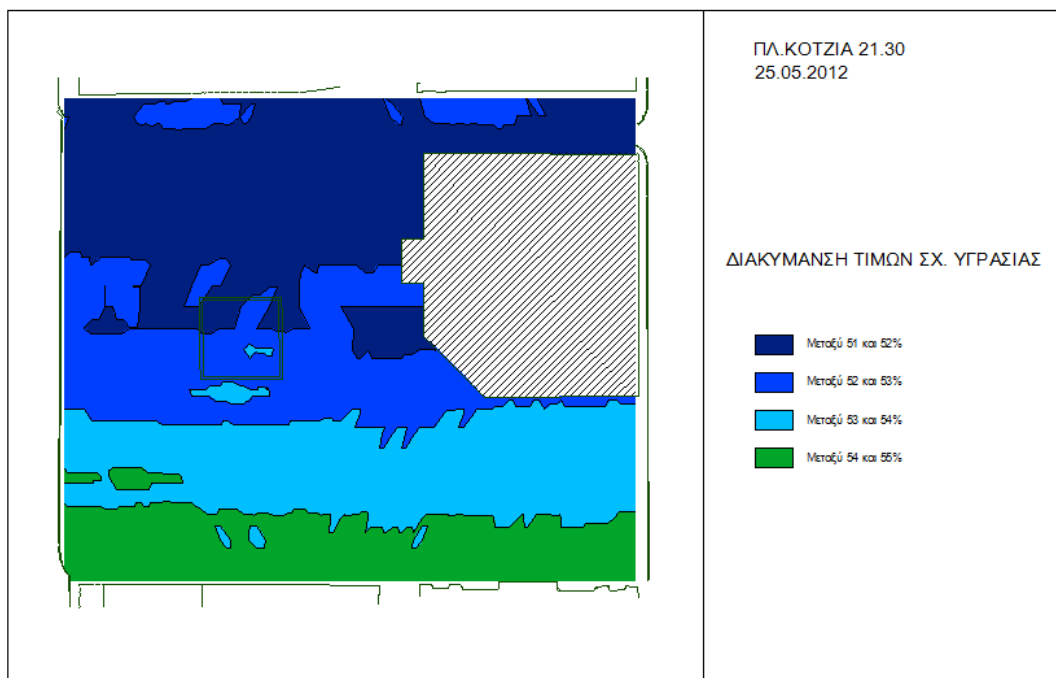 ΠΛ.ΚΟΤΖΙΑ 21.30
25.05.2012
ΔΙΑΚΥΜΑΝΣΗ ΤΙΜΩΝ ΣΧ. ΥΓΡΑΣΙΑΣ
Μεταξύ 51 και 52%
Μεταξύ 52 και 53%
Μεταξύ 53 και 54%
Μεταξύ 54 και 55%